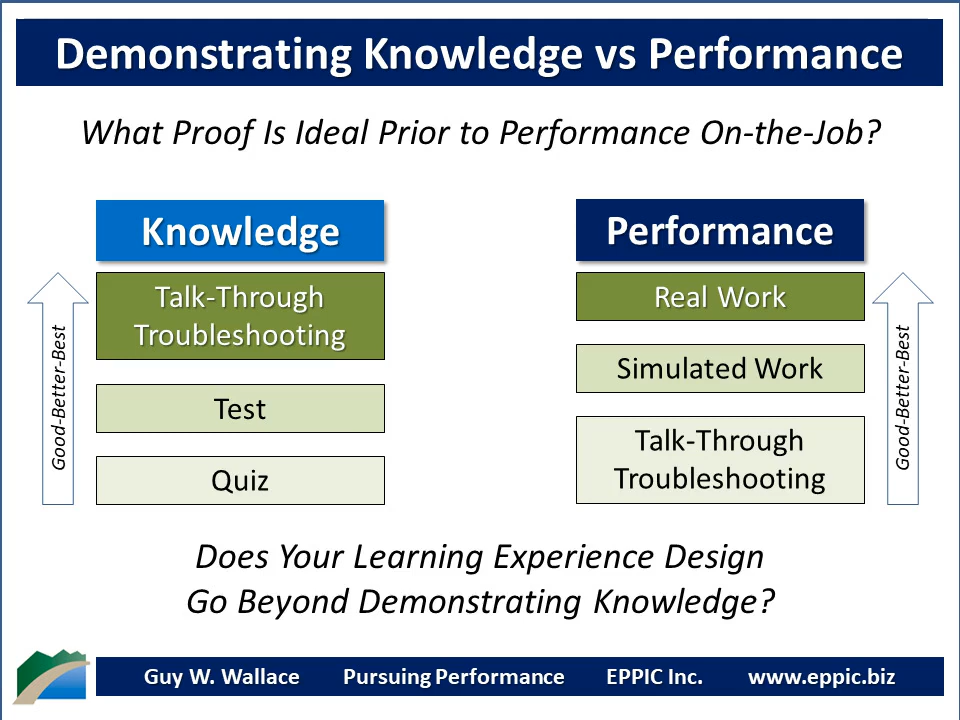 Demonstrating Knowledge vs Performance
What Proof Is Ideal Prior to Performance On-the-Job?
Knowledge
Talk-Through
Troubleshooting
Test
Quiz
Good-Better-Best
Performance
Real Work
Simulated Work
Talk-Through
Troubleshooting
Good-Better-Best
Does Your Learning Experience Design
Go Beyond Demonstrating Knowledge?
Guy W. Wallace Pursuing Performance EPPIC Inc. www.eppic.biz